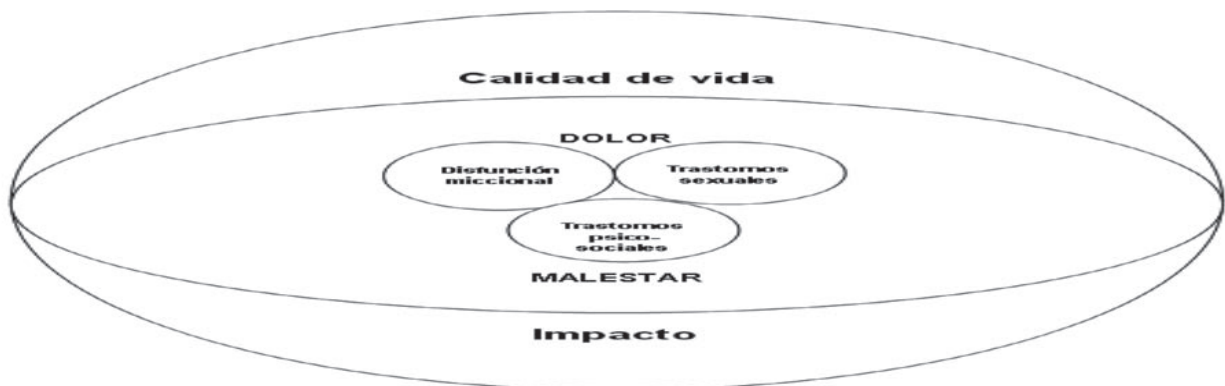 Calidad de vida
DOLOR
Disfunción
miccional
Trastornos
sexuales
Trastornos
psico-
sociales
MALESTAR
Impacto